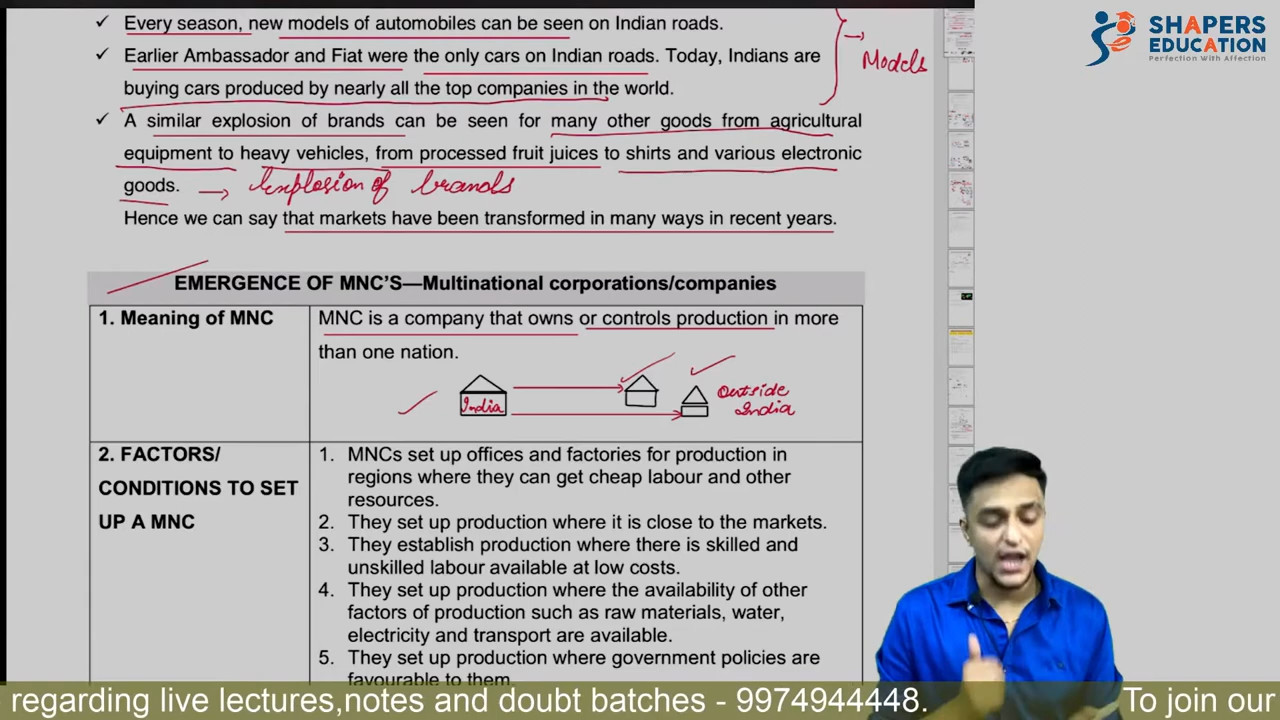 ✓ Every season, new models of automobiles can be seen on Indian roads.
✓ Earlier Ambassador and Fiat were the only cars on Indian roads. Today, Indians are
buying cars produced by nearly all the top companies in the world.
Models
✓ A similar explosion of brands can be seen for many other goods from agricultural
equipment to heavy vehicles, from processed fruit juices to shirts and various electronic
goods. → Explosion of brands
Hence we can say that markets have been transformed in many ways in recent years.
SHAPERS
EDUCATION
Perfection With Affection
EMERGENCE OF MNC'S—Multinational corporations/companies
1. Meaning of MNC
MNC is a company that owns or controls production in more
than one nation.
India
Outside
India
2. FACTORS/
CONDITIONS TO SET
UP A MNC
1. MNCs set up offices and factories for production in
regions where they can get cheap labour and other
resources.
2. They set up production where it is close to the markets.
3. They establish production where there is skilled and
unskilled labour available at low costs.
4. They set up production where the availability of other
factors of production such as raw materials, water,
electricity and transport are available.
5. They set up production where government policies are
favourable to them.
regarding live lectures,notes and doubt batches - 9974944448. To join our